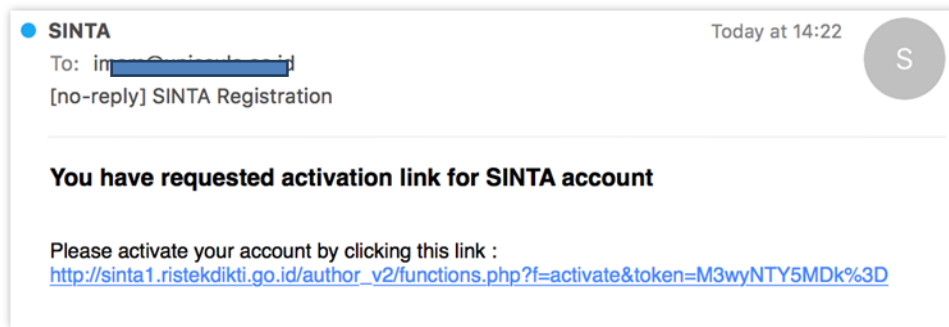 SINTA
Today at 14:22
S
To:
[no-reply] SINTA Registration
You have requested activation link for SINTA account
Please activate your account by clicking this link :
http://sinta1.ristekdikti.go.id/author_v2/functions.php?f=activate&token=M3wyNTY5MDk%3D